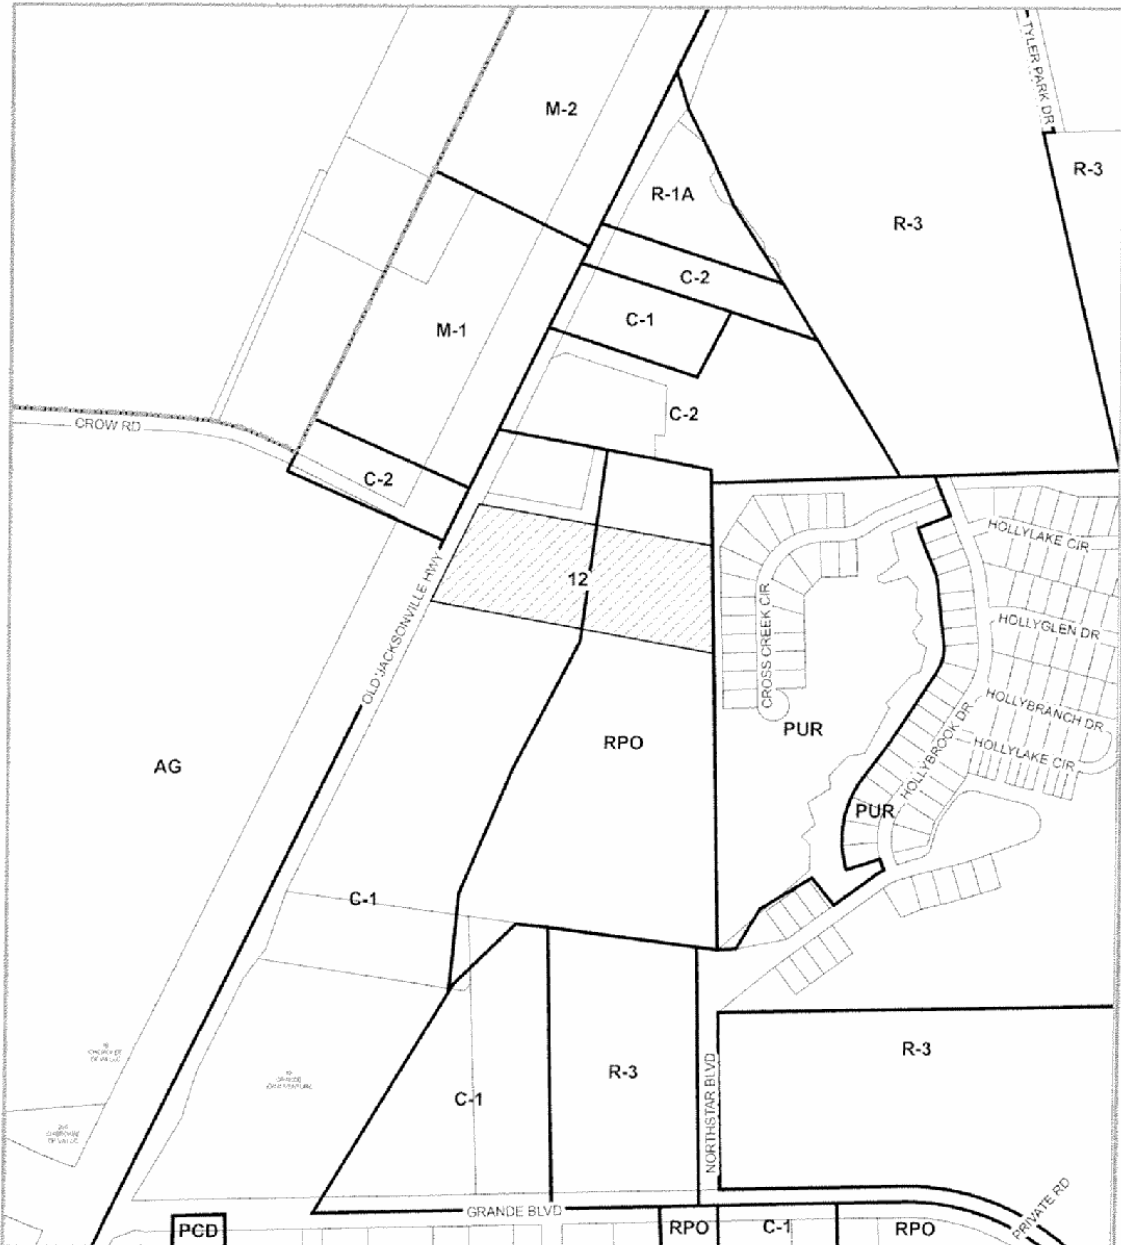 TYLER PARK DR
M-2
R-3
R-1A
R-3
C-2
C-1
M-1
C-2
CROW RD
C-2
HOLLYLAKE CIR
12
OLD JACKSONVILLE HWY
CROSS CREEK CIR
HOLLYGLEN DR
HOLLYBRANCH DR
HOLLYBROOK DR
HOLLYLAKE CIR
PUR
RPO
AG
PUR
C-1
R-3
R-3
C-1
NORTHSTAR BLVD
GRANDE BLVD
PRIVATE RD
PCD
RPO
C-1
RPO